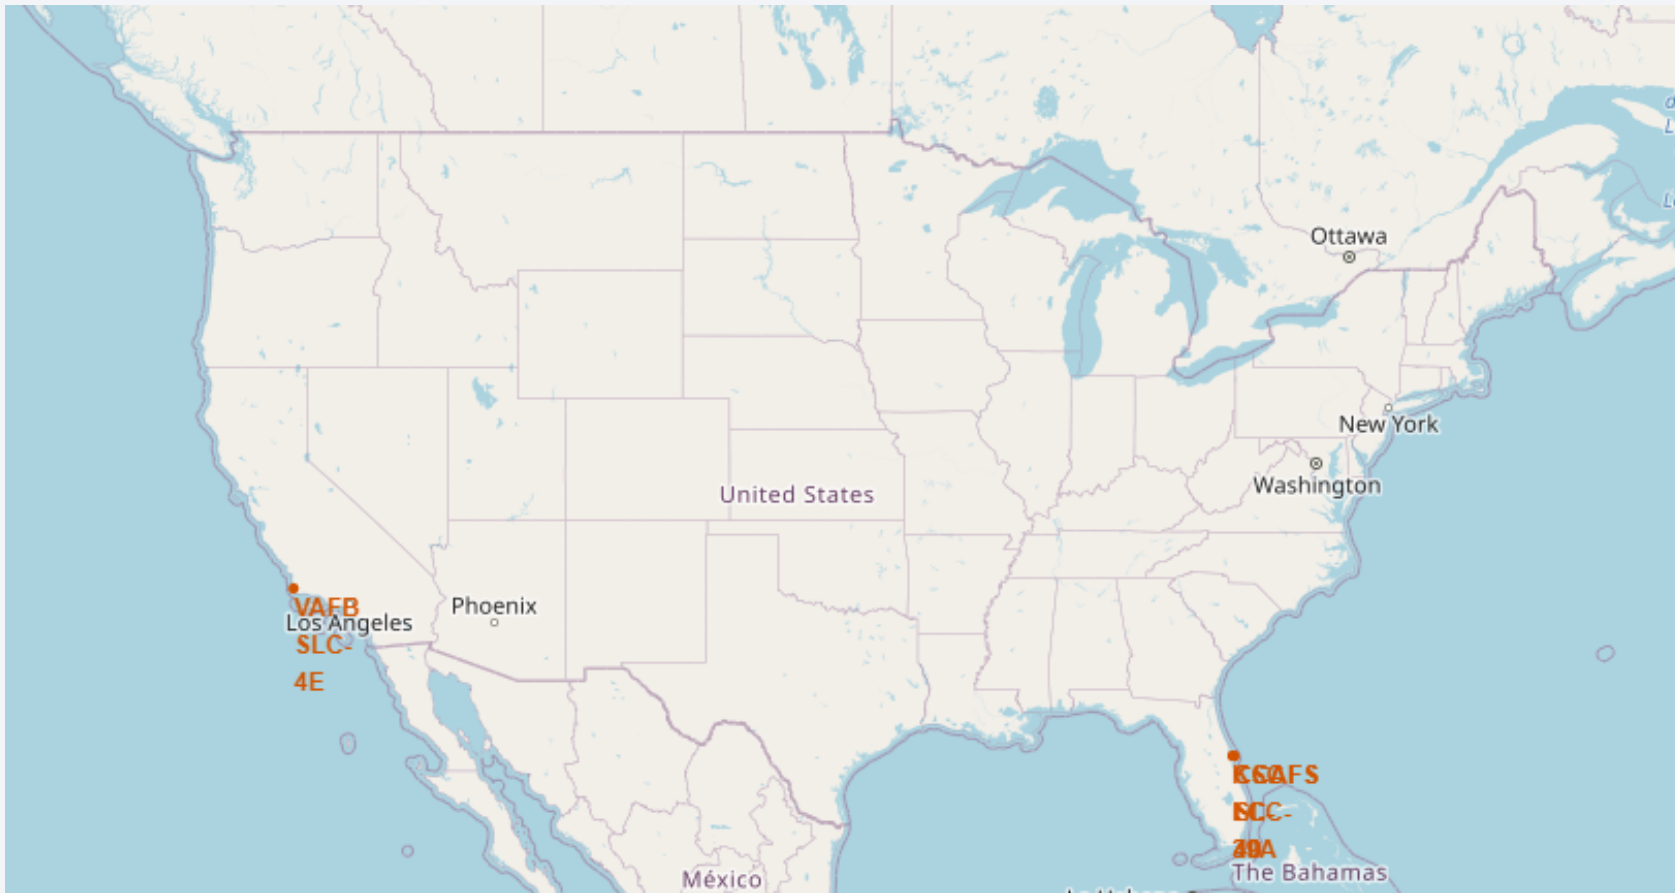 Ottawa
New York
Washington
United States
Phoenix
VAFB
Los Angeles
SLC-
4E
The Bahamas
México